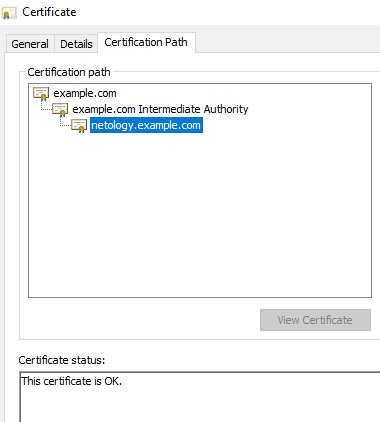 Certificate
General
Details
Certification Path
Certification path
example.com
example.com Intermediate Authority
netology.example.com
View Certificate
Certificate status:
This certificate is OK.